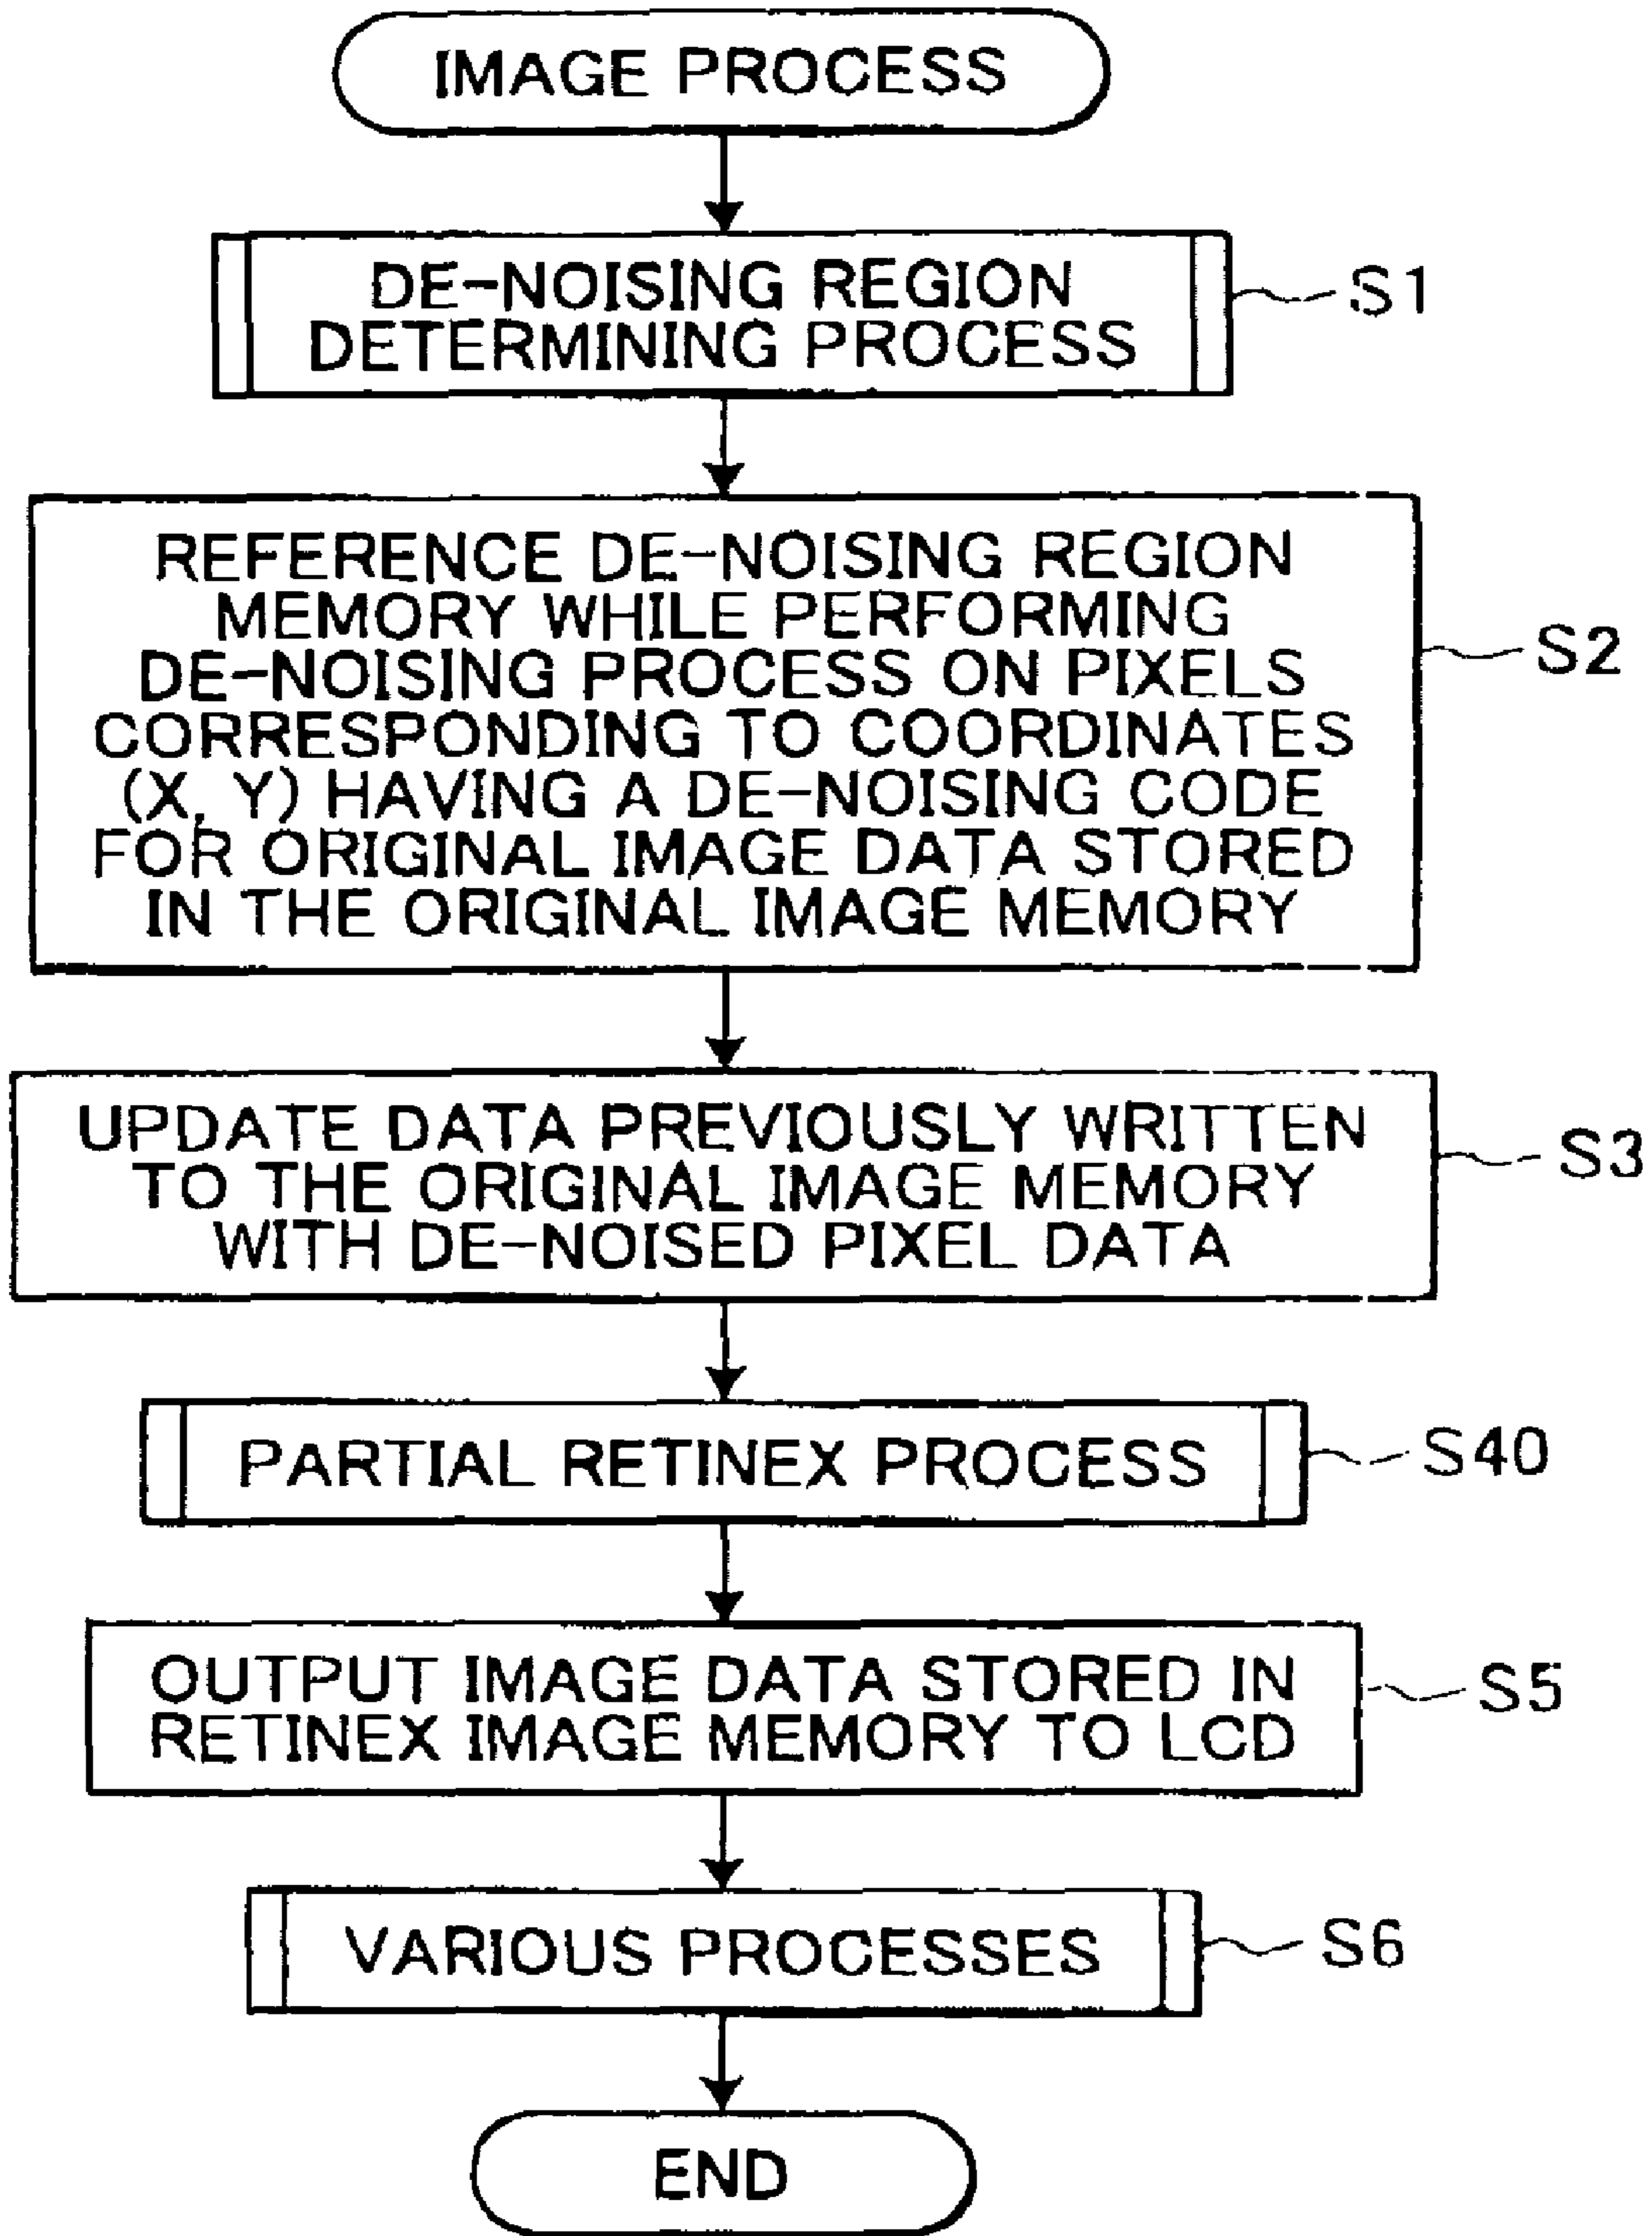 IMAGE PROCESS
DE-NOISING REGION
DETERMINING PROCESS
S1
REFERENCE DE-NOISING REGION
MEMORY WHILE PERFORMING
DE-NOISING PROCESS ON PIXELS
CORRESPONDING TO COORDINATES
(X, Y) HAVING A DE-NOISING CODE
FOR ORIGINAL IMAGE DATA STORED
IN THE ORIGINAL IMAGE MEMORY
S2
UPDATE DATA PREVIOUSLY WRITTEN
TO THE ORIGINAL IMAGE MEMORY
WITH DE-NOISED PIXEL DATA
S3
PARTIAL RETINEX PROCESS
S40
OUTPUT IMAGE DATA STORED IN
RETINEX IMAGE MEMORY TO LCD
S5
VARIOUS PROCESSES
S6
END